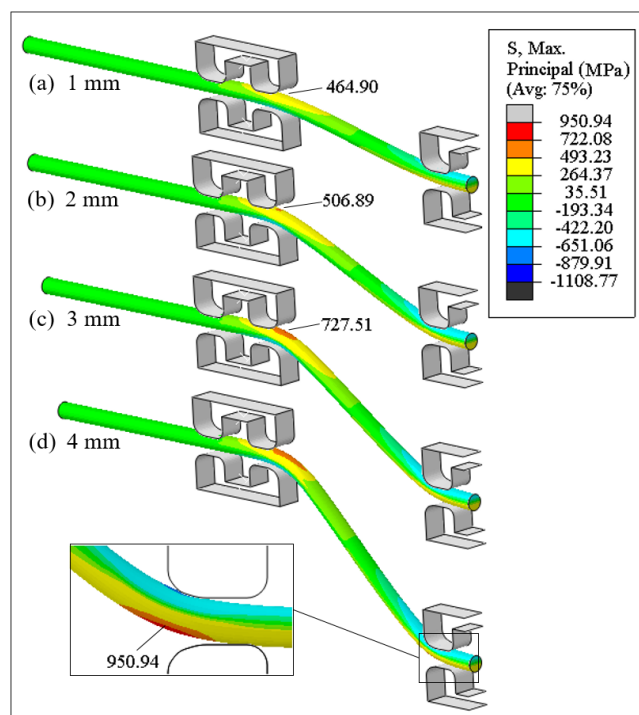 S, Max.
Principal (MPa)
(Avg: 75%)
950.94
722.08
493.23
264.37
35.51
-193.34
-422.20
-651.06
-879.91
-1108.77
(a) 1 mm
464.90
(b) 2 mm
506.89
(c) 3 mm
727.51
(d) 4 mm
950.94